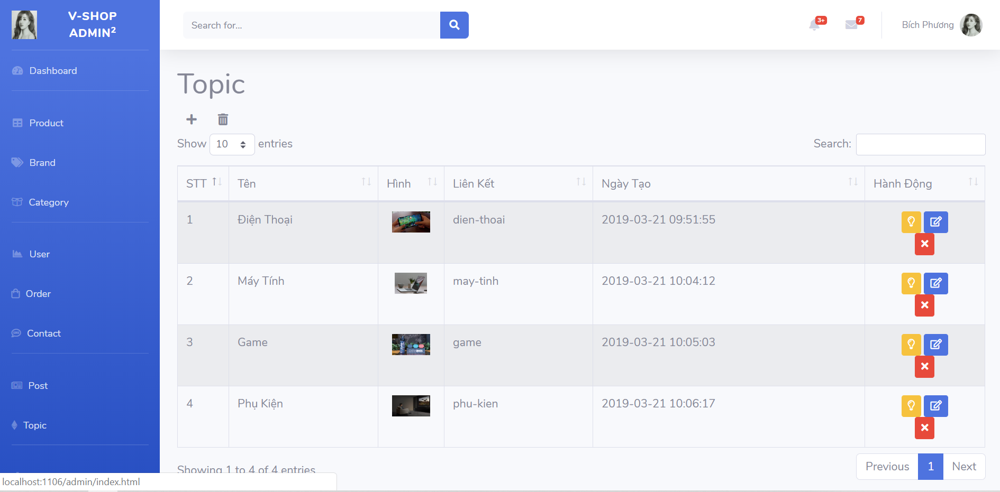 V-SHOP
ADMIN2
Search for...
3+
7
Bích Phương
Dashboard
Product
Brand
Category
User
Order
Contact
Post
Topic
Topic
Show 10 entries
Search:
STT Tên Hình Liên Kết Ngày Tạo Hành Động
1 Điện Thoại dien-thoai 2019-03-21 09:51:55
2 Máy Tính may-tinh 2019-03-21 10:04:12
3 Game game 2019-03-21 10:05:03
EXTRA BASS
4 Phụ Kiện phu-kien 2019-03-21 10:06:17
Showing 1 to 4 of 4 entries
Previous 1 Next
localhost:1106/admin/index.html